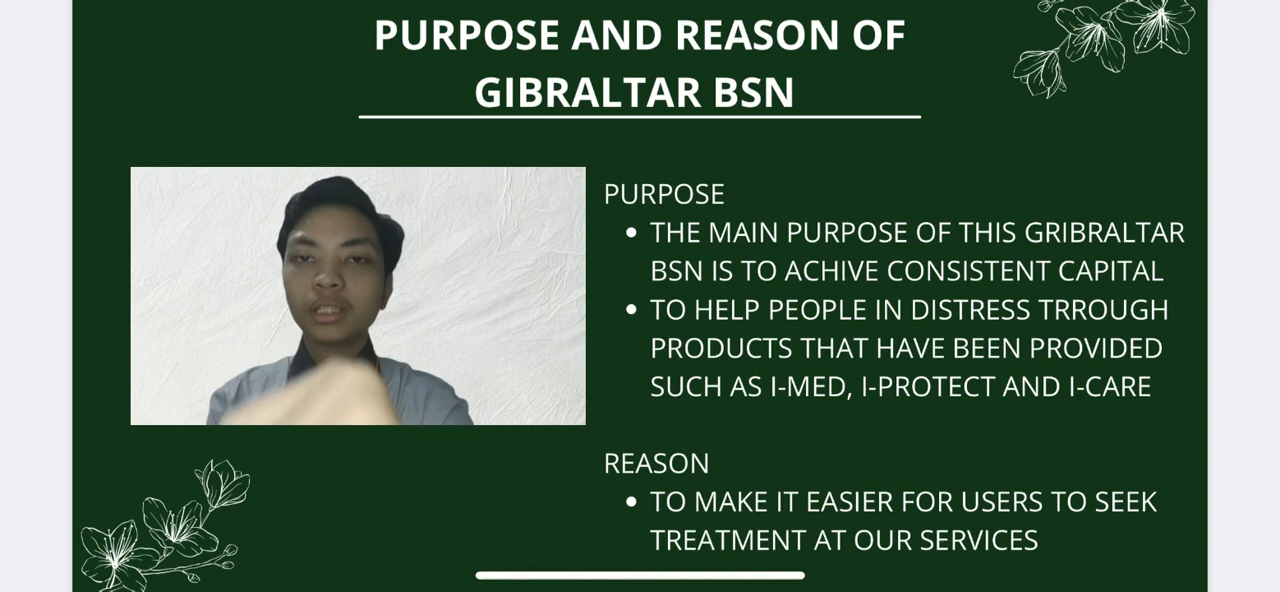 PURPOSE AND REASON OF
GIBRALTAR BSN
PURPOSE
• THE MAIN PURPOSE OF THIS GRIBRALTAR
BSN IS TO ACHIVE CONSISTENT CAPITAL
• TO HELP PEOPLE IN DISTRESS TRROUGH
PRODUCTS THAT HAVE BEEN PROVIDED
SUCH AS I-MED, I-PROTECT AND I-CARE
REASON
• TO MAKE IT EASIER FOR USERS TO SEEK
TREATMENT AT OUR SERVICES